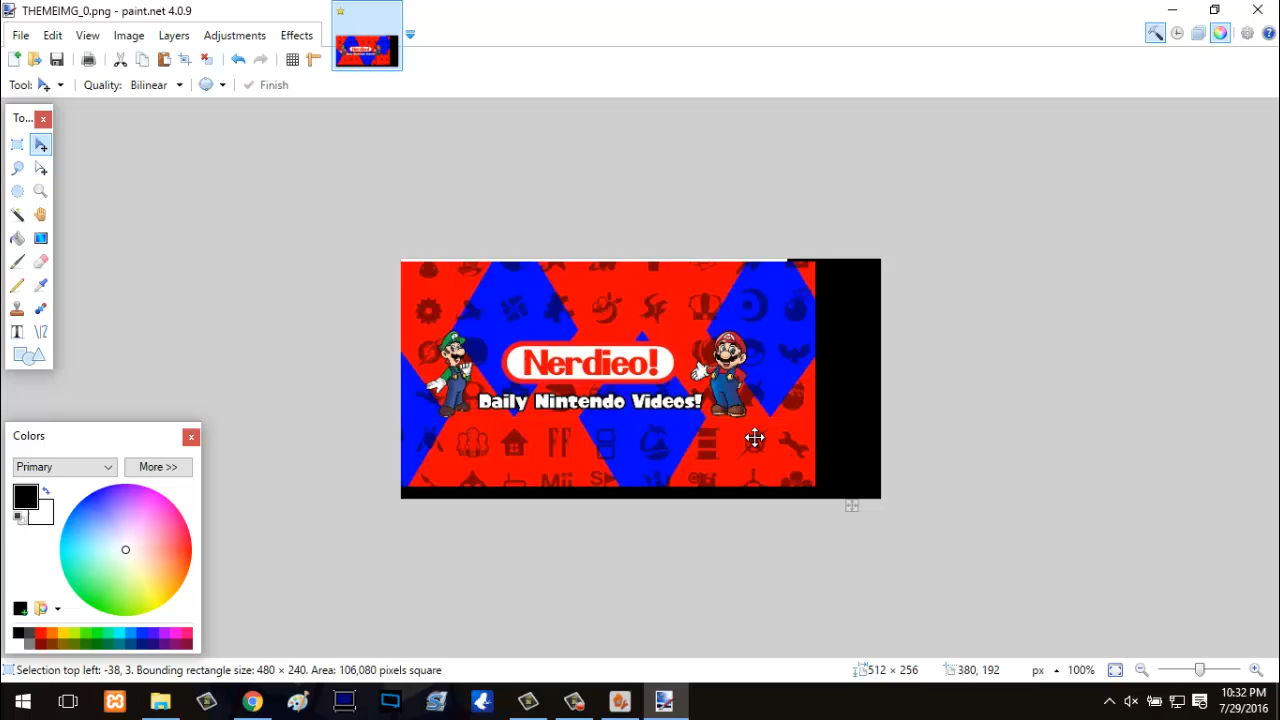 THEMEIMG_0.png - paint.net 4.0.9
File Edit View Image Layers Adjustments Effects
Tool: Quality: Bilinear Finish
To...
Nerdieo!
Daily Nintendo Videos!
Mii
Colors
Primary More >>
Selection top left: -38, 3. Bounding rectangle size: 480 × 240. Area: 106,080 pixels square 512 × 256 380, 192 px 100%
10:32 PM
7/29/2016